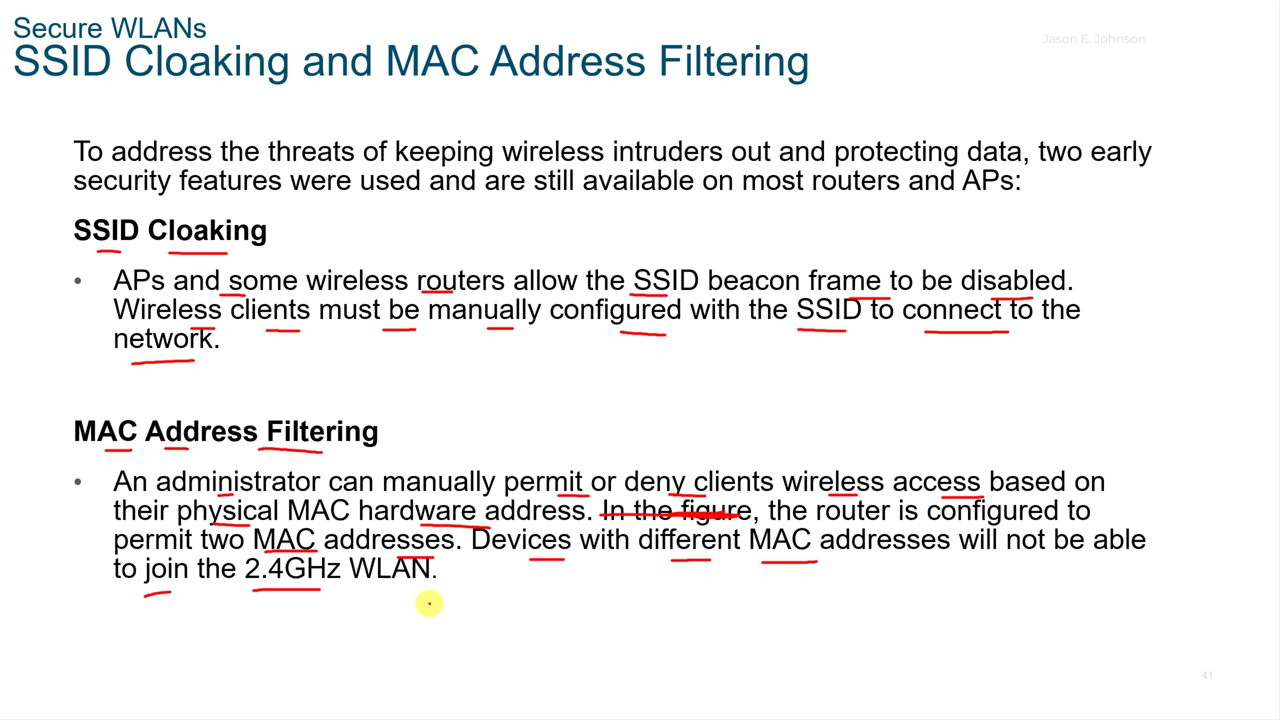 Secure WLANs
Jason E. Johnson
SSID Cloaking and MAC Address Filtering
To address the threats of keeping wireless intruders out and protecting data, two early
security features were used and are still available on most routers and APs:
SSID Cloaking
• APs and some wireless routers allow the SSID beacon frame to be disabled.
Wireless clients must be manually configured with the SSID to connect to the
network.
MAC Address Filtering
• An administrator can manually permit or deny clients wireless access based on
their physical MAC hardware address. In the figure, the router is configured to
permit two MAC addresses. Devices with different MAC addresses will not be able
to join the 2.4GHz WLAN.
41